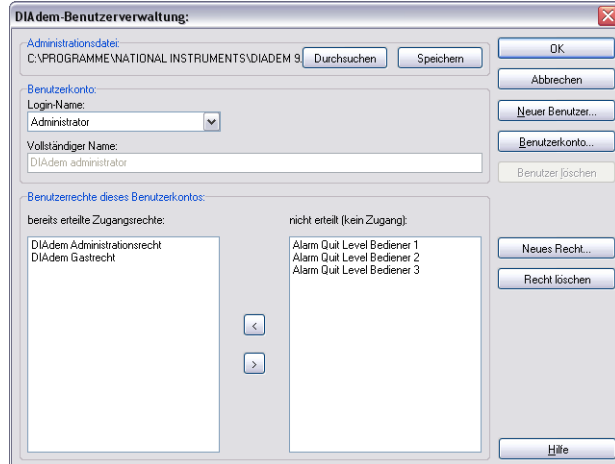 DIAdem-Benutzerverwaltung:
Administrationsdatei:
C:\PROGRAMME\NATIONAL INSTRUMENTS\DIADEM 9.
Durchsuchen
Speichern
OK
Abbrechen
Benutzerkonto:
Login-Name:
Administrator
Neuer Benutzer...
Benutzerkonto...
Vollständiger Name:
DIAdem administrator
Benutzer löschen
Benutzerrechte dieses Benutzerkontos:
bereits erteilte Zugangsrechte:
nicht erteilt (kein Zugang):
DIAdem Administrationsrecht
DIAdem Gastrecht
Alarm Quit Level Bediener 1
Alarm Quit Level Bediener 2
Alarm Quit Level Bediener 3
Neues Recht...
Recht löschen
<
>
Hilfe